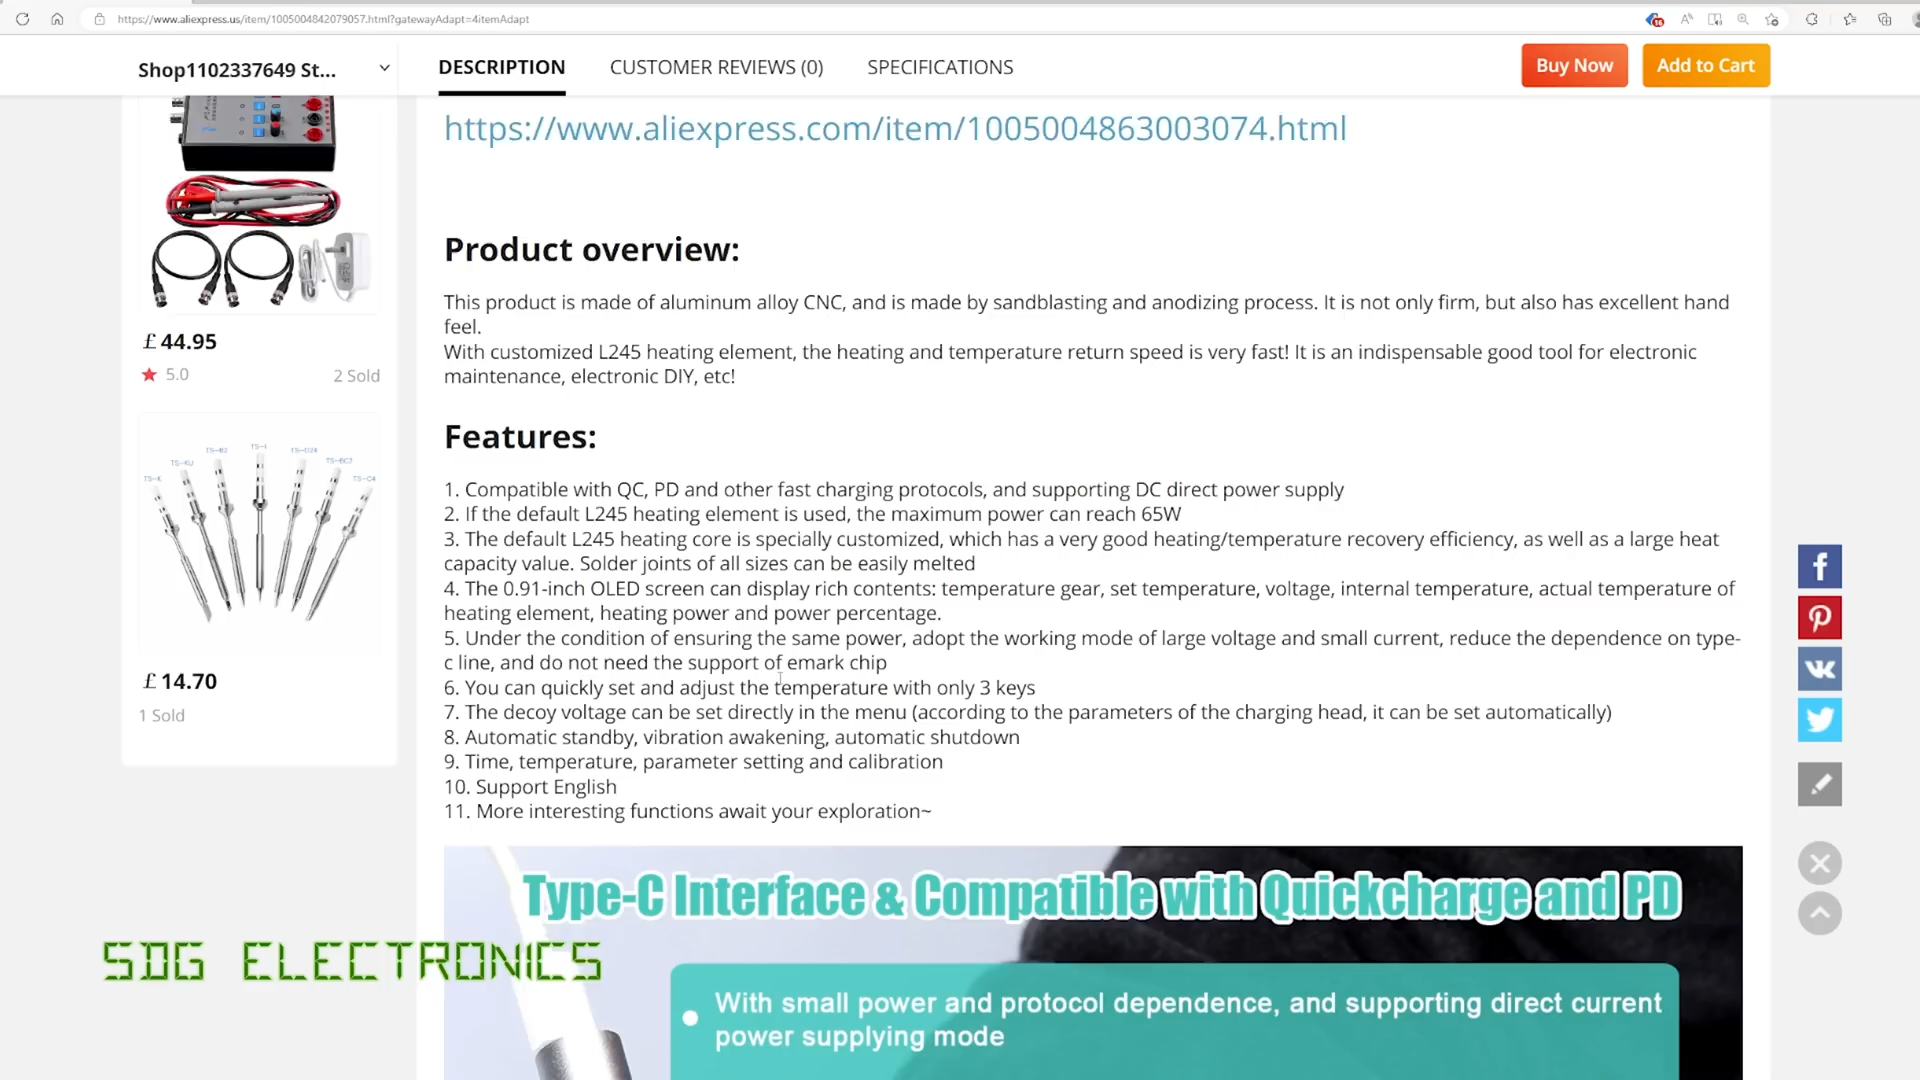 https://www.aliexpress.us/item/1005004842079057.html?gatewayAdapt=4itemAdapt
16
Shop1102337649 St...
DESCRIPTION
CUSTOMER REVIEWS (0)
SPECIFICATIONS
Buy Now
Add to Cart
https://www.aliexpress.com/item/1005004863003074.html
£44.95
5.0
2 Sold
TS-K
TS-KU
TS-B2
TS-I
TS-D24
TS-BC2
TS-C4
£14.70
1 Sold
Product overview:
This product is made of aluminum alloy CNC, and is made by sandblasting and anodizing process. It is not only firm, but also has excellent hand
feel.
With customized L245 heating element, the heating and temperature return speed is very fast! It is an indispensable good tool for electronic
maintenance, electronic DIY, etc!
Features:
1. Compatible with QC, PD and other fast charging protocols, and supporting DC direct power supply
2. If the default L245 heating element is used, the maximum power can reach 65W
3. The default L245 heating core is specially customized, which has a very good heating/temperature recovery efficiency, as well as a large heat
capacity value. Solder joints of all sizes can be easily melted
4. The 0.91-inch OLED screen can display rich contents: temperature gear, set temperature, voltage, internal temperature, actual temperature of
heating element, heating power and power percentage.
5. Under the condition of ensuring the same power, adopt the working mode of large voltage and small current, reduce the dependence on type-
c line, and do not need the support of emark chip
6. You can quickly set and adjust the temperature with only 3 keys
7. The decoy voltage can be set directly in the menu (according to the parameters of the charging head, it can be set automatically)
8. Automatic standby, vibration awakening, automatic shutdown
9. Time, temperature, parameter setting and calibration
10. Support English
11. More interesting functions await your exploration~
Type-C Interface & Compatible with Quickcharge and PD
With small power and protocol dependence, and supporting direct current
power supplying mode
SDG ELECTRONICS